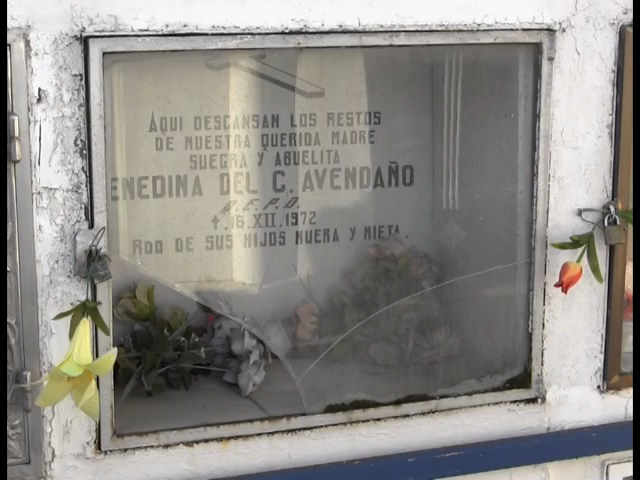 AQUI DESCANSAN LOS RESTOS
DE NUESTRA QUERIDA MADRE
SUEGRA Y ABUELITA
ENEDINA DEL C. AVENDAÑO
Q.E.P.D.
† 16.XII.1972
RDO DE SUS HIJOS NUERA Y NIETA.